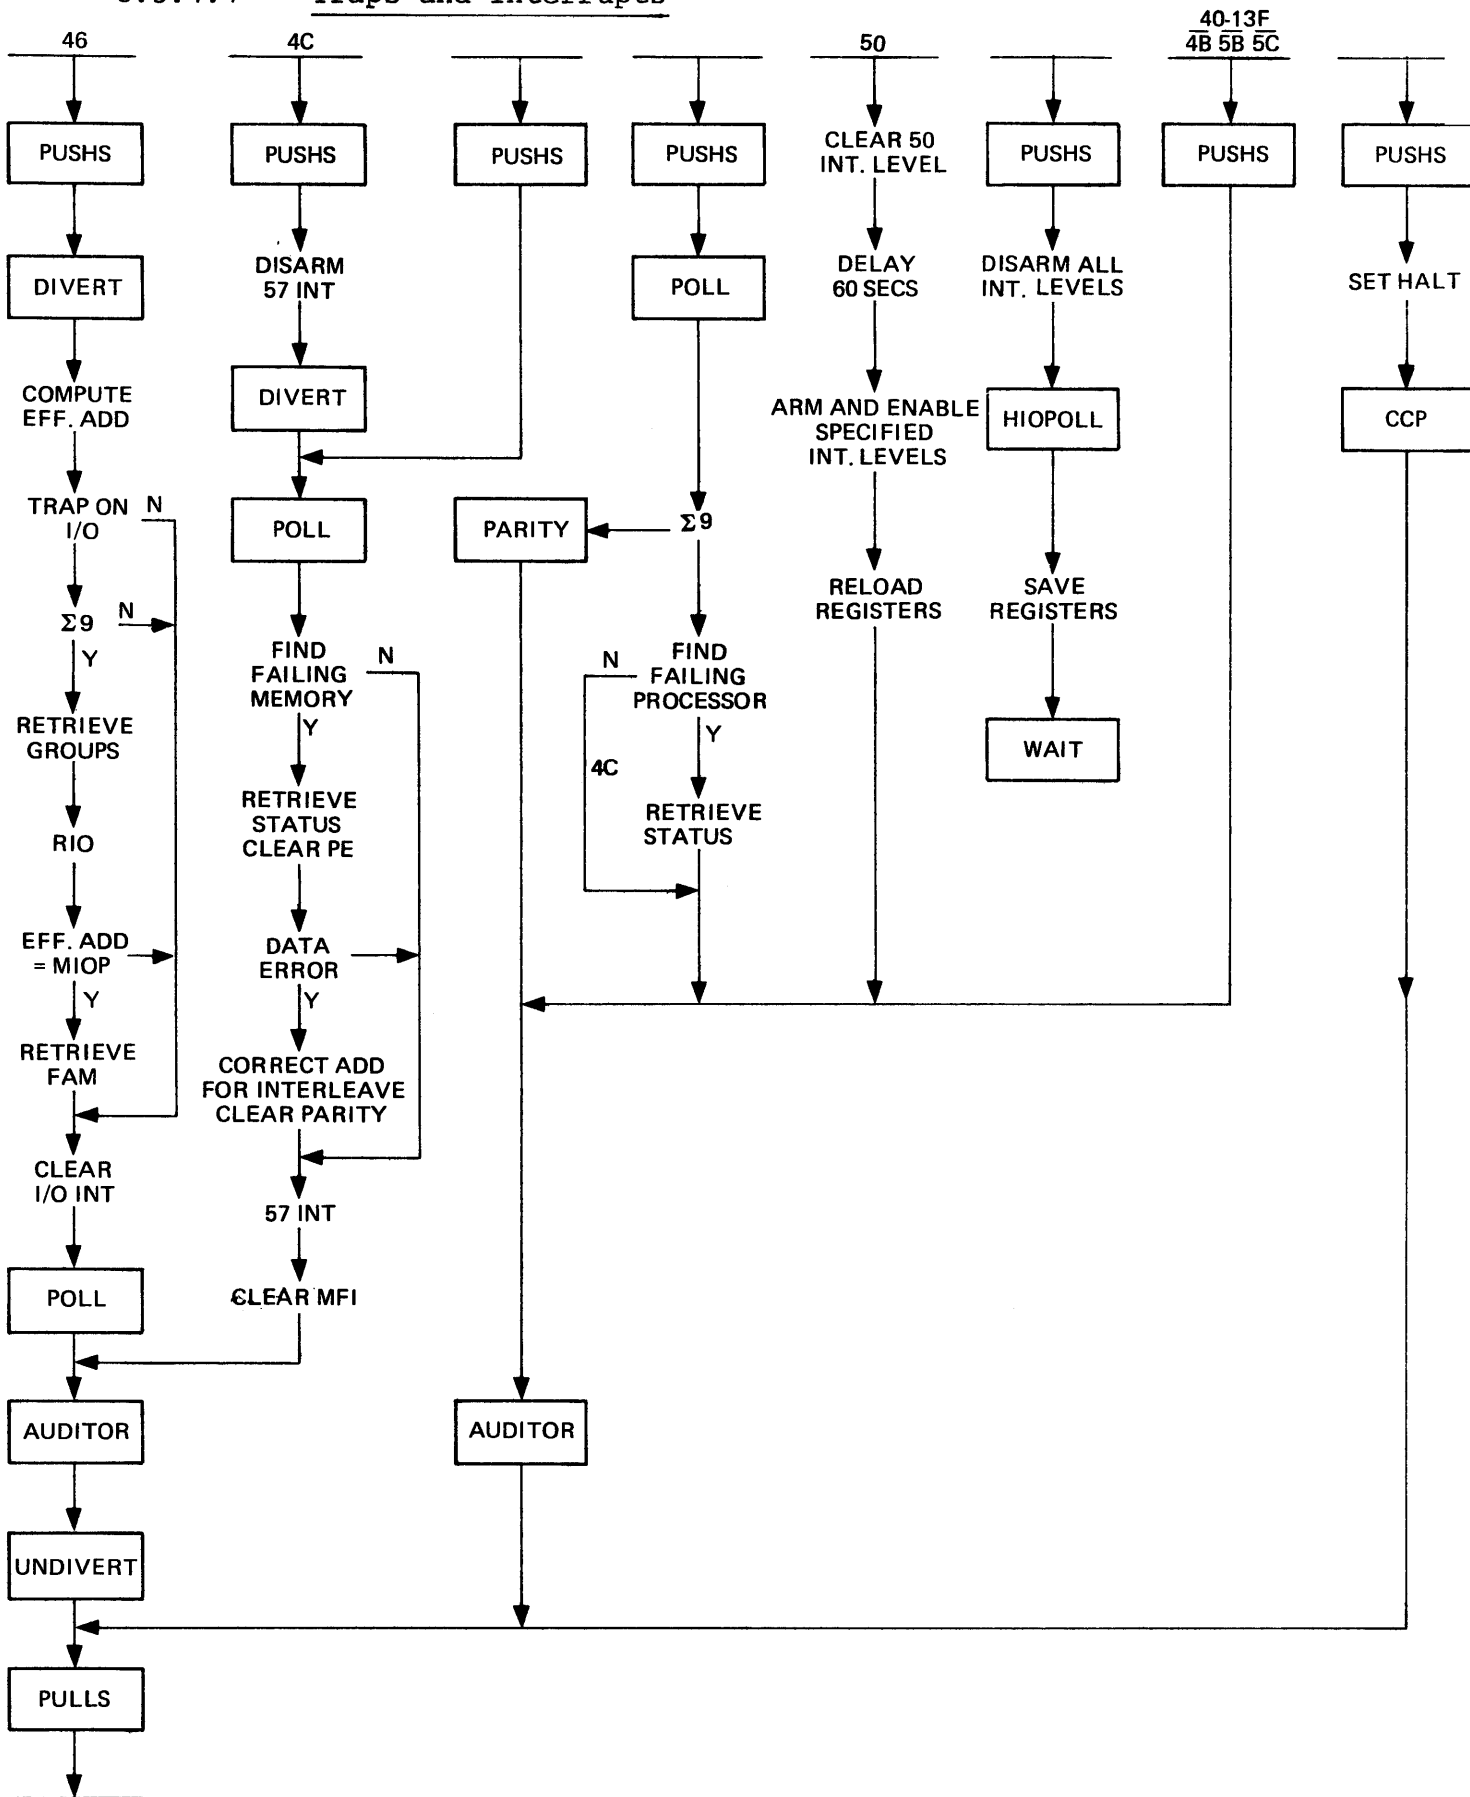 Traps and Interrupts
46
4C
50
40-13F
4B 5B 5C
PUSHS
PUSHS
PUSHS
PUSHS
CLEAR 50
INT. LEVEL
PUSHS
PUSHS
PUSHS
DIVERT
DISARM
57 INT
POLL
DELAY
60 SECS
DISARM ALL
INT. LEVELS
SET HALT
COMPUTE
EFF. ADD
DIVERT
ARM AND ENABLE
SPECIFIED
INT. LEVELS
HIOPOLL
CCP
TRAP ON
I/O
N
POLL
PARITY
Σ9
Σ9
N
Y
FIND
FAILING
MEMORY
N
Y
N
FIND
FAILING
PROCESSOR
Y
4C
RELOAD
REGISTERS
SAVE
REGISTERS
RETRIEVE
GROUPS
WAIT
RIO
RETRIEVE
STATUS
CLEAR PE
RETRIEVE
STATUS
EFF. ADD
= MIOP
Y
DATA
ERROR
Y
RETRIEVE
FAM
CORRECT ADD
FOR INTERLEAVE
CLEAR PARITY
CLEAR
I/O INT
57 INT
POLL
CLEAR MFI
AUDITOR
AUDITOR
UNDIVERT
PULLS